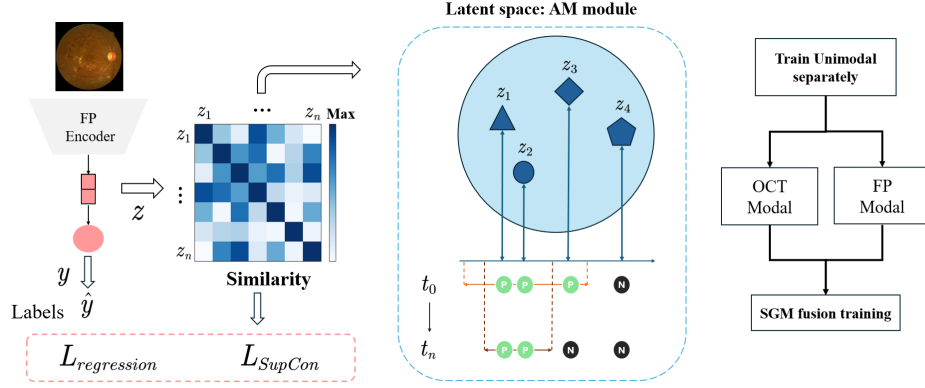 Latent space: AM module
FP
Encoder
z
y
ŷ
Labels
z₁ ⋯ zₙ
Max
z₁
⋮
zₙ
Similarity
L_regression
L_SupCon
z₁
z₂
z₃
z₄
t₀
P P P N
tₙ
P P N N
Train Unimodal
separately
OCT
Modal
FP
Modal
SGM fusion training